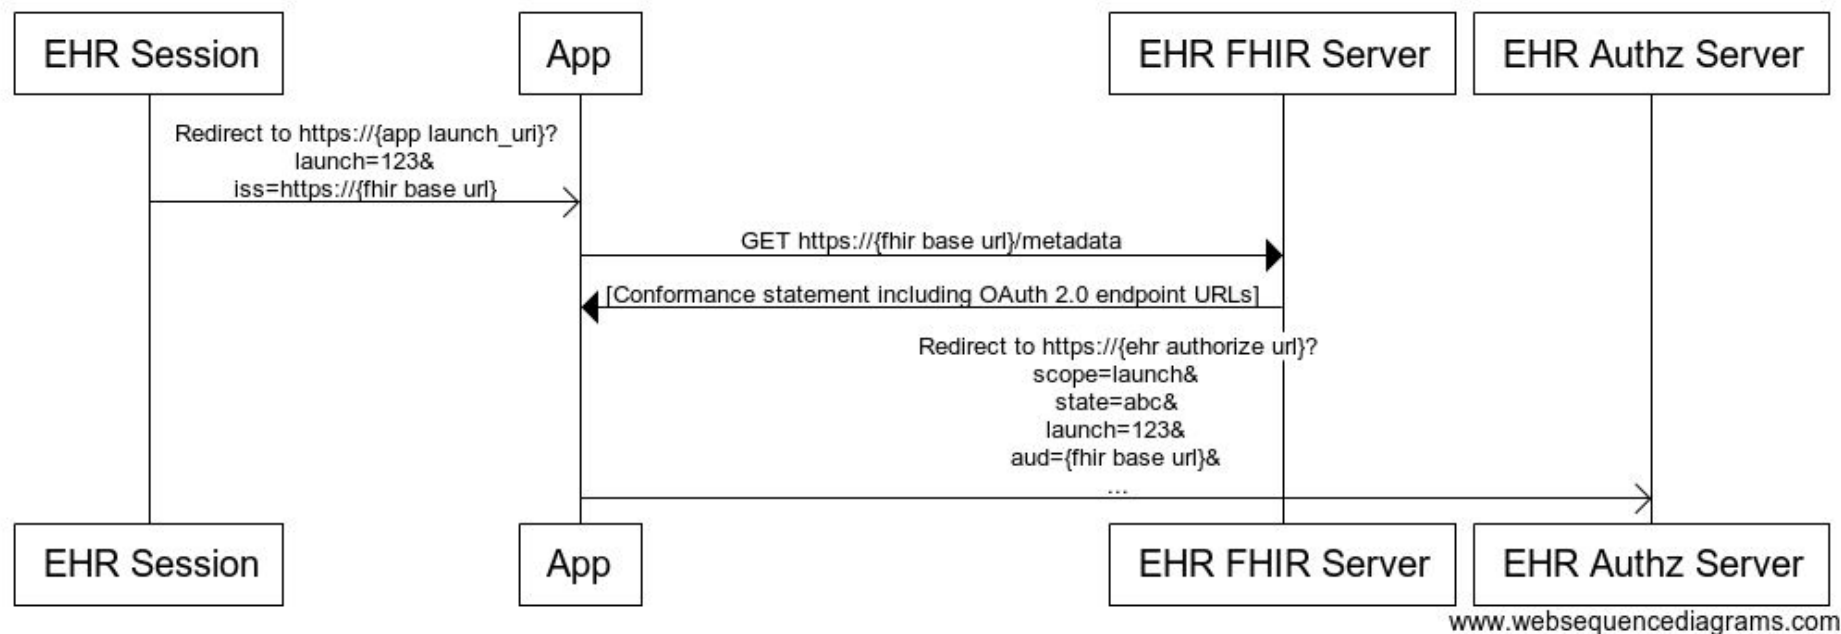 EHR Session
App
EHR FHIR Server
EHR Authz Server
Redirect to https://{app launch_uri}?
launch=123&
iss=https://{fhir base url}
GET https://{fhir base url}/metadata
[Conformance statement including OAuth 2.0 endpoint URLs]
Redirect to https://{ehr authorize url}?
scope=launch&
state=abc&
launch=123&
aud={fhir base url}&
...
EHR Session
App
EHR FHIR Server
EHR Authz Server
www.websequencediagrams.com